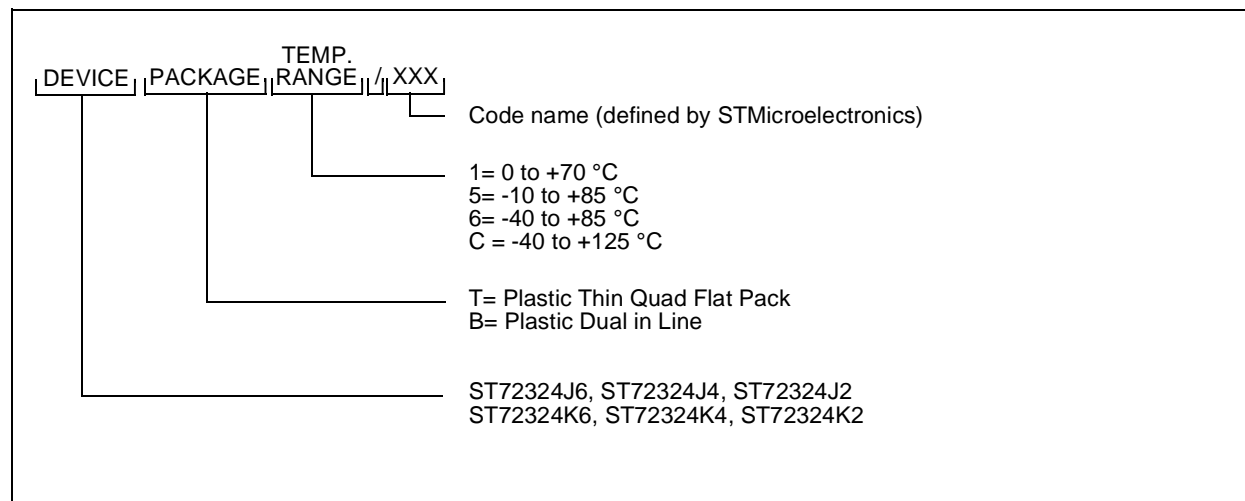 TEMP.
DEVICE PACKAGE RANGE / XXX
Code name (defined by STMicroelectronics)
1= 0 to +70 °C
5= -10 to +85 °C
6= -40 to +85 °C
C = -40 to +125 °C
T= Plastic Thin Quad Flat Pack
B= Plastic Dual in Line
ST72324J6, ST72324J4, ST72324J2
ST72324K6, ST72324K4, ST72324K2